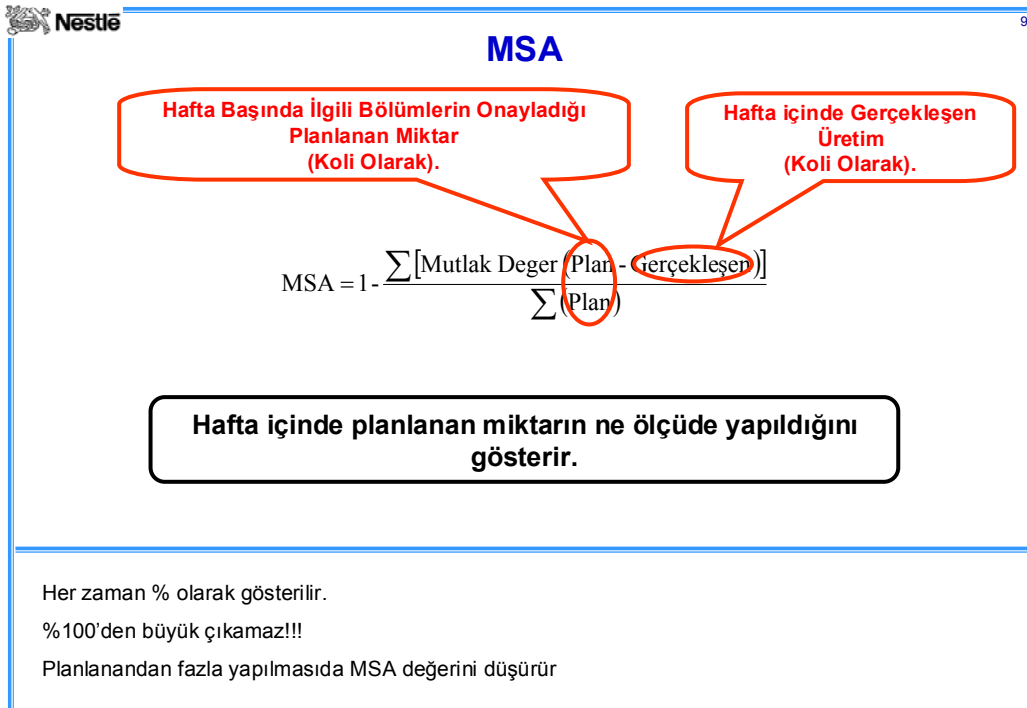 Nestlē
9
MSA
Hafta Başında İlgili Bölümlerin Onayladığı
Planlanan Miktar
(Koli Olarak).
Hafta içinde Gerçekleşen
Üretim
(Koli Olarak).
MSA = 1 - ∑[Mutlak Deger (Plan - Gerçekleşen)]
∑(Plan)
Hafta içinde planlanan miktarın ne ölçüde yapıldığını
gösterir.
Her zaman % olarak gösterilir.
%100’den büyük çıkamaz!!!
Planlanandan fazla yapılmasıda MSA değerini düşürür